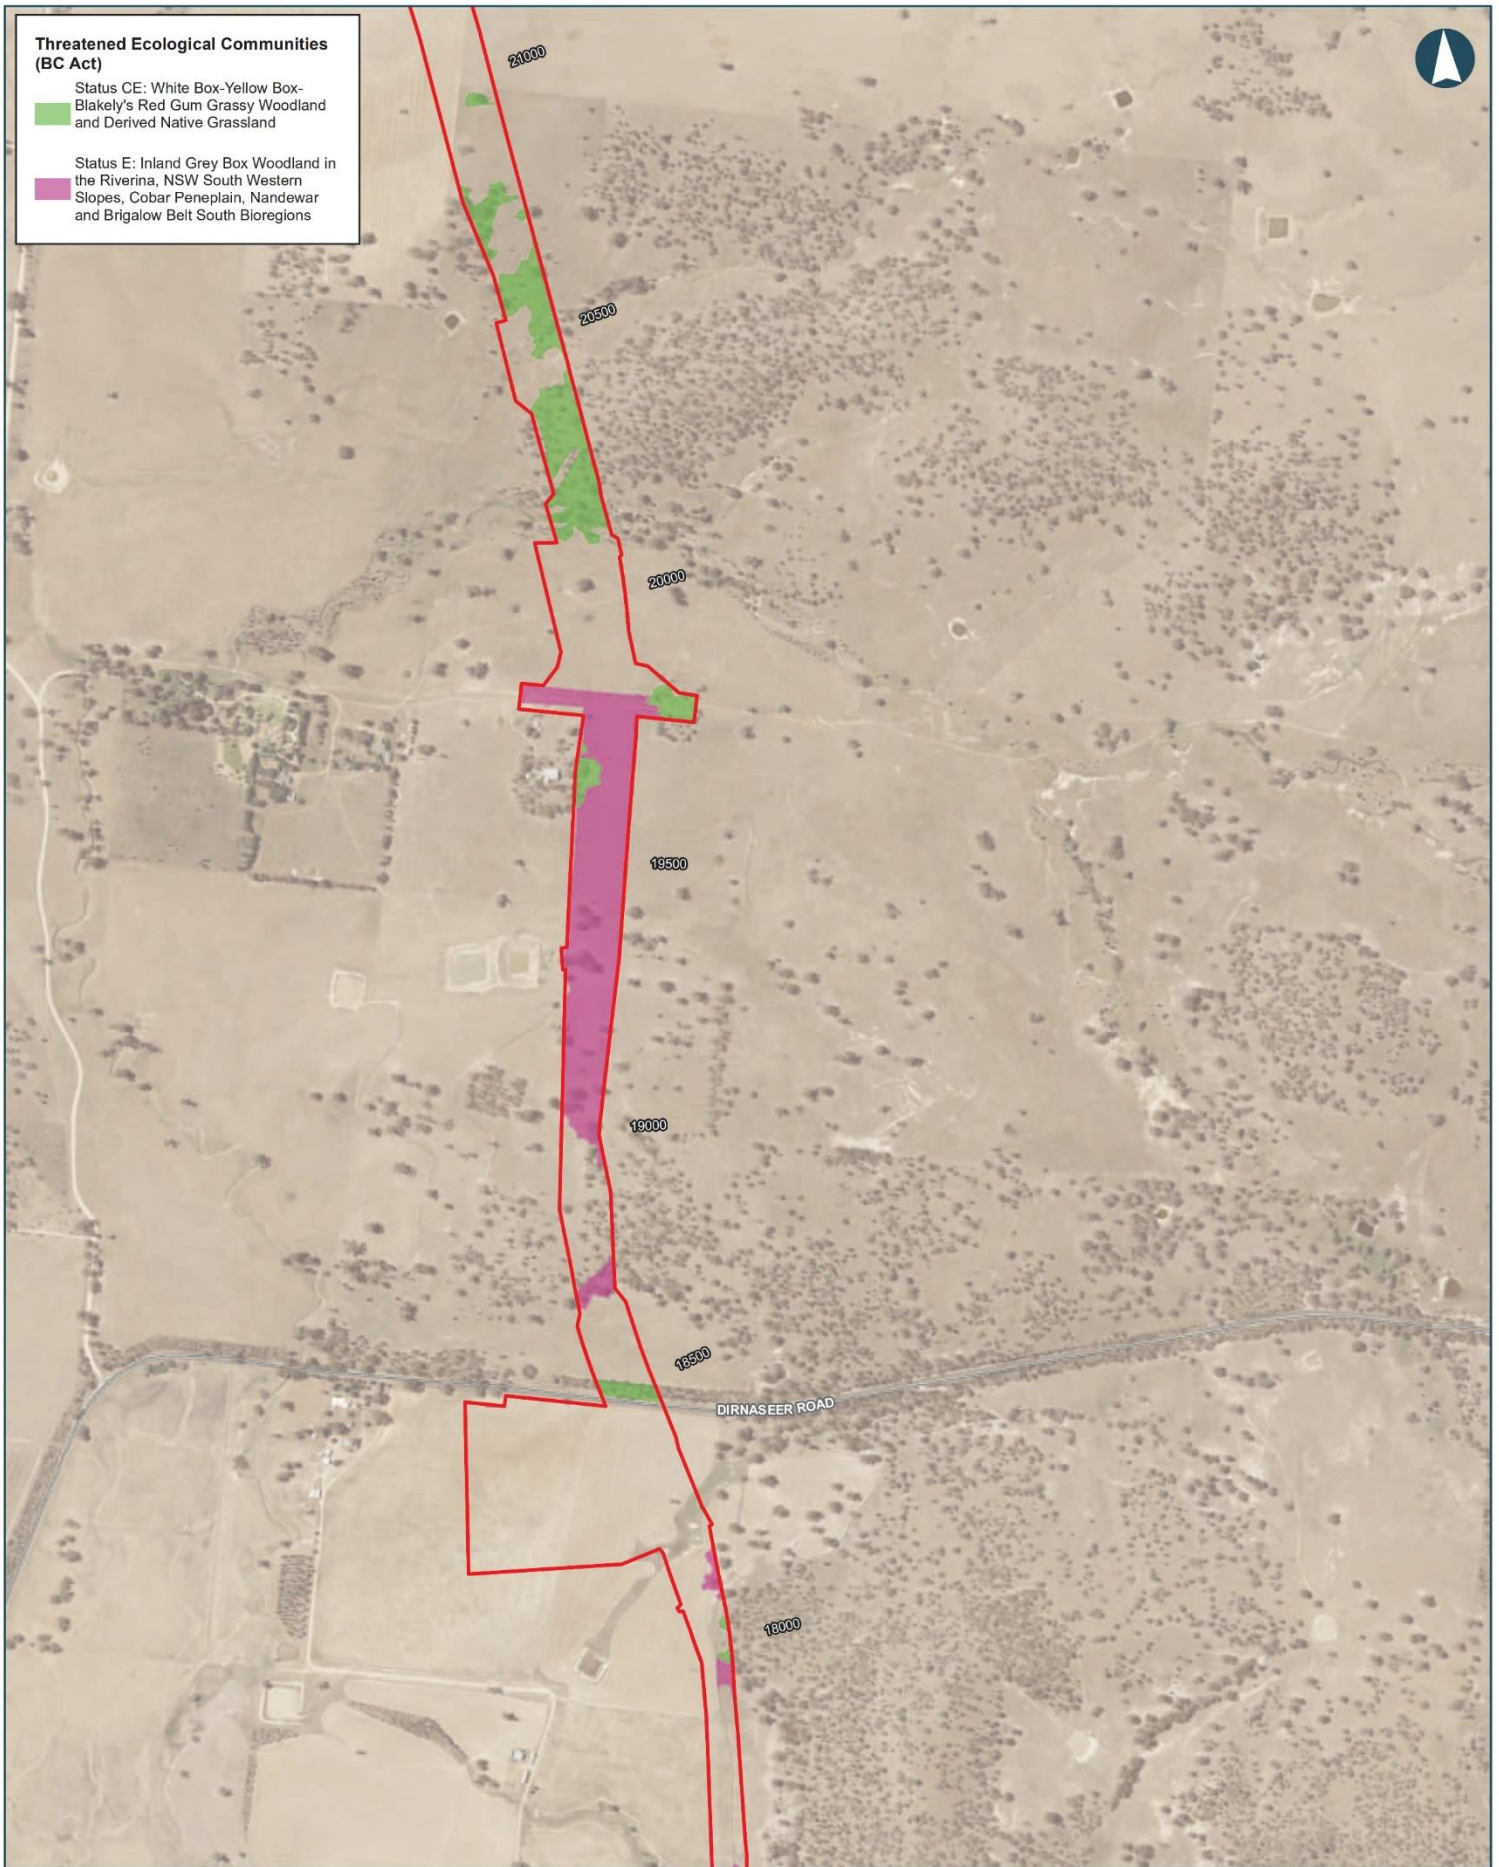 Threatened Ecological Communities
(BC Act)
Status CE: White Box-Yellow Box-
Blakely's Red Gum Grassy Woodland
and Derived Native Grassland
Status E: Inland Grey Box Woodland in
the Riverina, NSW South Western
Slopes, Cobar Peneplain, Nandewar
and Brigalow Belt South Bioregions
21000
20500
20000
19500
19000
18500
DIRNASEER ROAD
18000